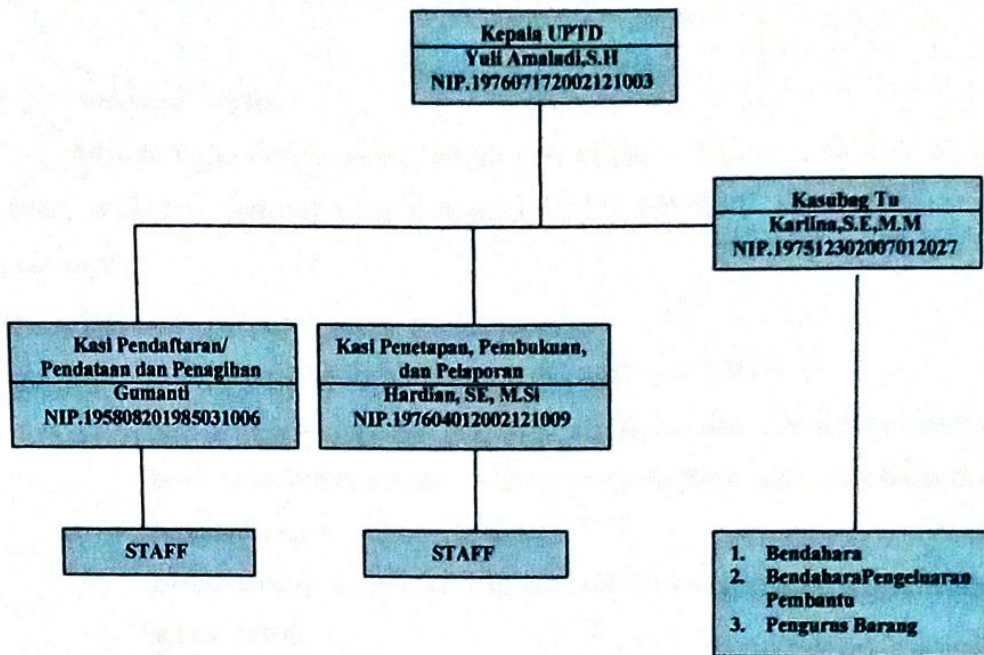 Kepala UPTD
Yuli Amaladi,S.H
NIP.197607172002121003
Kasubag Tu
Karlina,S.E,M.M
NIP.197512302007012027
Kasi Pendaftaran/
Pendataan dan Penagihan
Gumanti
NIP.195808201985031006
Kasi Penetapan, Pembukuan,
dan Pelaporan
Hardian, SE, M.Si
NIP.197604012002121009
STAFF
STAFF
1. Bendahara
2. BendaharaPengeluaran
Pembantu
3. Pengurus Barang